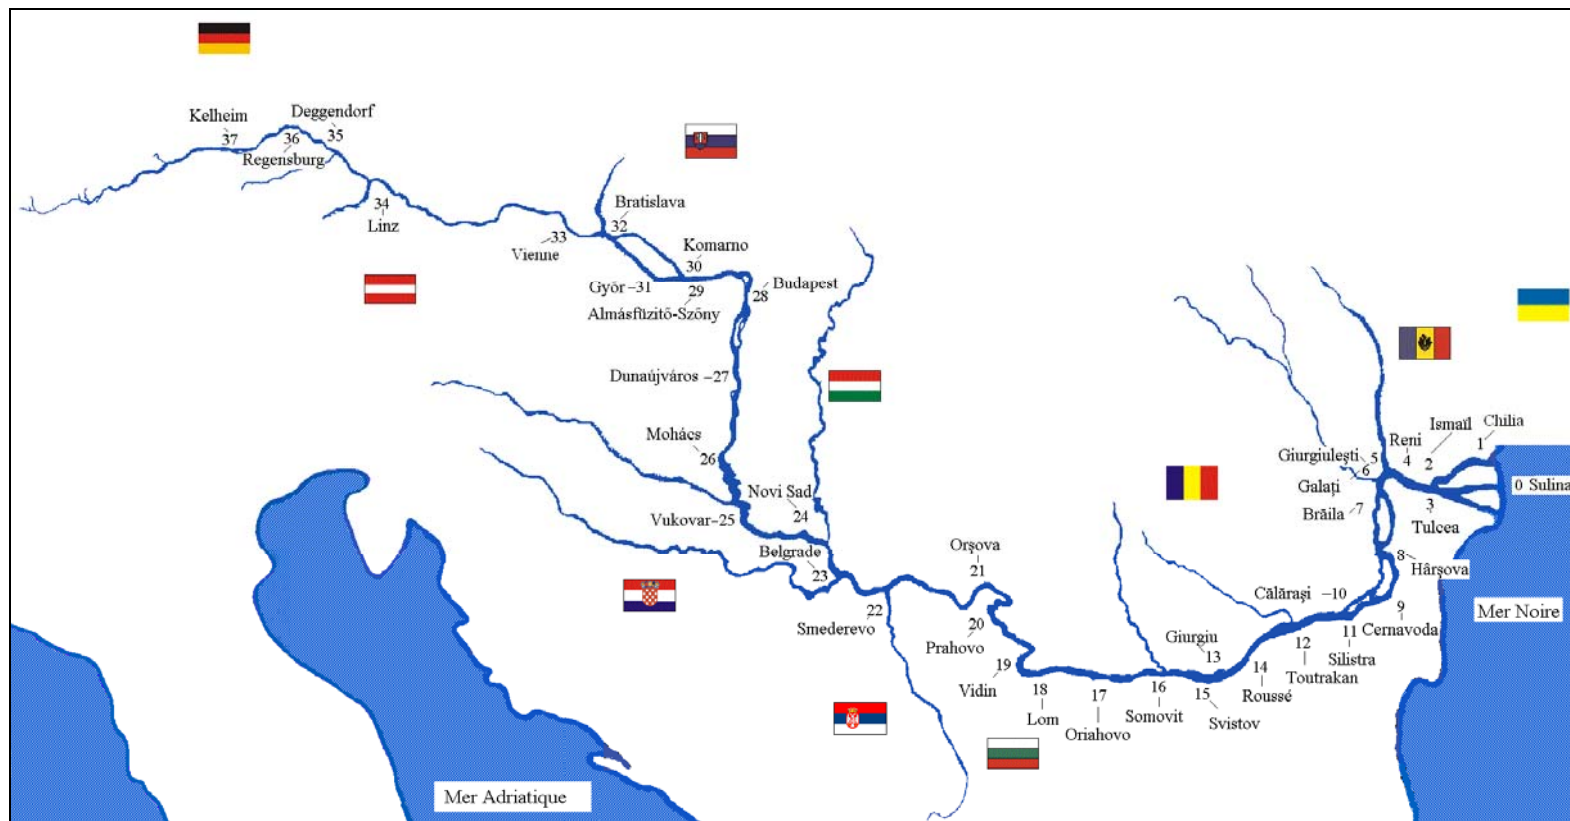 Deggendorf
Kelheim
37
36
35
Regensburg
Bratislava
34
32
Linz
33
Vienne
Komarno
30
Győr –31
29
28
Budapest
Almásfüzitő-Szőny
Dunaújváros –27
Mohács
26
Novi Sad
24
Vukovar–25
Belgrade
23
Orşova
21
22
Smederevo
20
Prahovo
19
Vidin
18
Lom
17
Oriahovo
16
Somovit
15
Svistov
Giurgiu
13
14
Roussé
12
Toutrakan
11
Silistra
Călăraşi –10
9
Cernavoda
8
Hârşova
Brăila 7
Galaţi
6
Giurgiuleşti
5
Reni
4
Ismaïl
2
Chilia
1
3
Tulcea
0 Sulina
Mer Noire
Mer Adriatique